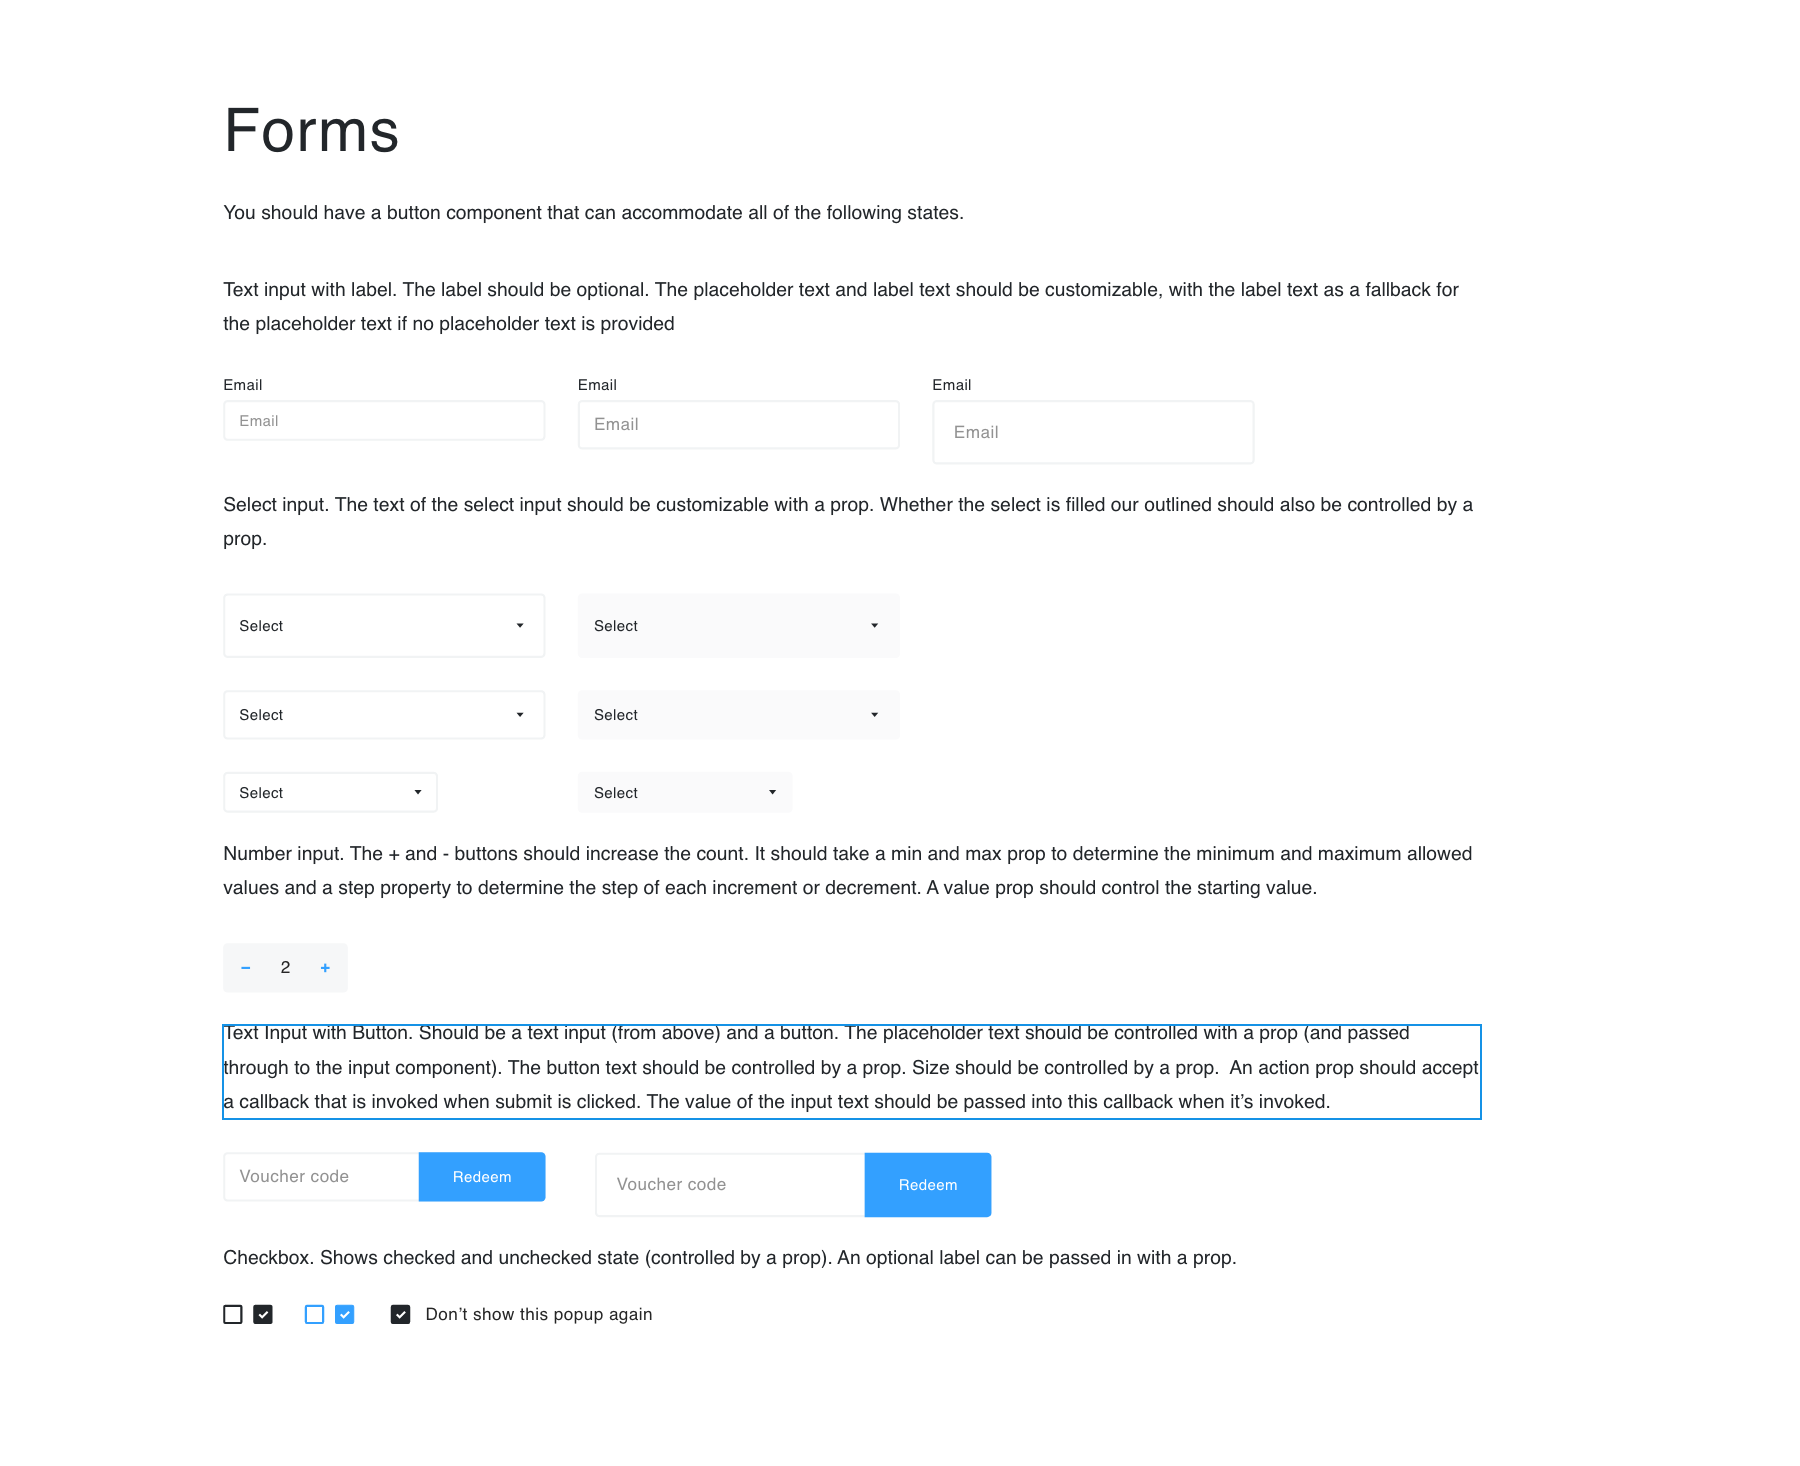 Forms
You should have a button component that can accommodate all of the following states.
Text input with label. The label should be optional. The placeholder text and label text should be customizable, with the label text as a fallback for
the placeholder text if no placeholder text is provided
Email Email Email
Email Email Email
Select input. The text of the select input should be customizable with a prop. Whether the select is filled our outlined should also be controlled by a
prop.
Select Select
Select Select
Select Select
Number input. The + and - buttons should increase the count. It should take a min and max prop to determine the minimum and maximum allowed
values and a step property to determine the step of each increment or decrement. A value prop should control the starting value.
− 2 +
Text Input with Button. Should be a text input (from above) and a button. The placeholder text should be controlled with a prop (and passed
through to the input component). The button text should be controlled by a prop. Size should be controlled by a prop.  An action prop should accept
a callback that is invoked when submit is clicked. The value of the input text should be passed into this callback when it’s invoked.
Voucher code Redeem Voucher code Redeem
Checkbox. Shows checked and unchecked state (controlled by a prop). An optional label can be passed in with a prop.
Don’t show this popup again